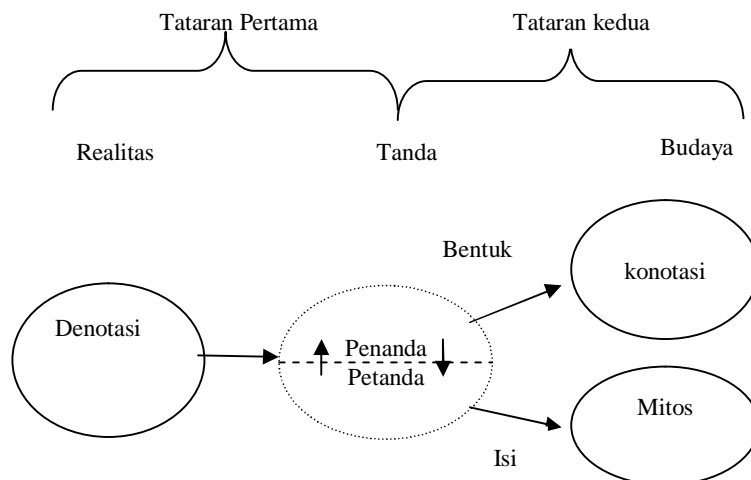 Tataran Pertama
Tataran kedua
Realitas
Tanda
Budaya
Bentuk
konotasi
Denotasi
Penanda
Petanda
Mitos
Isi